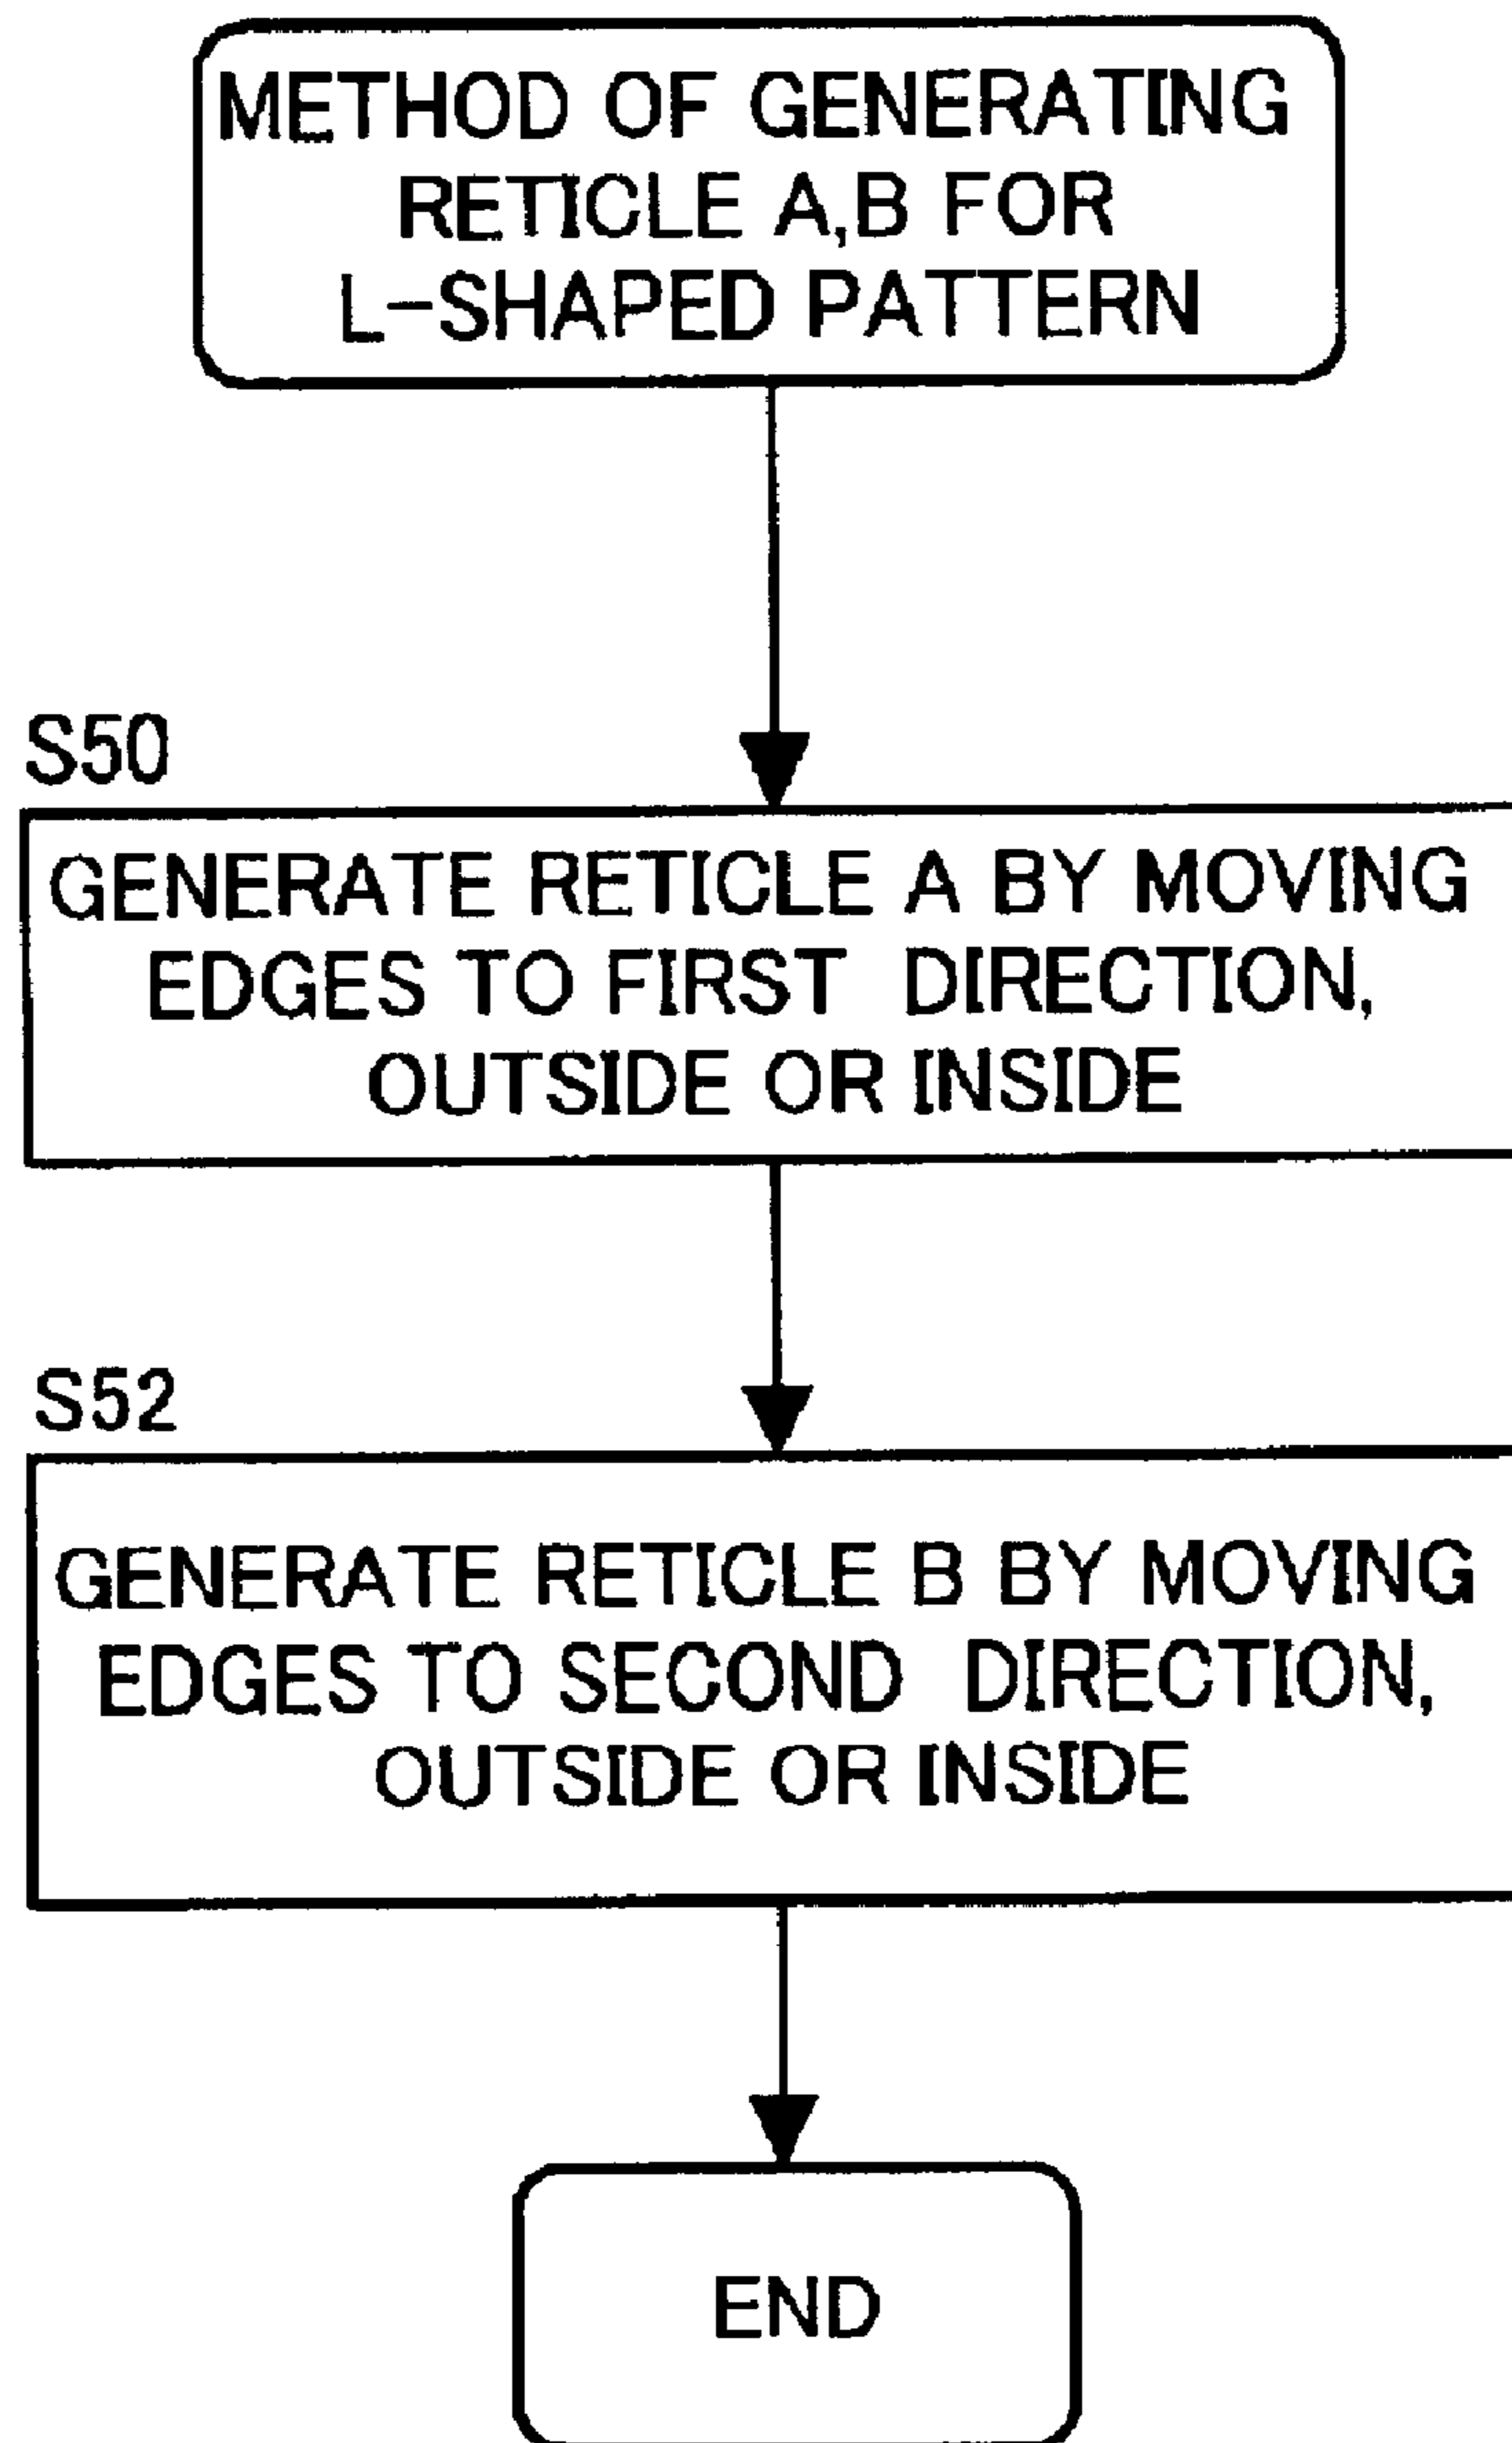 METHOD OF GENERATING
RETICLE A,B FOR
L-SHAPED PATTERN
S50
GENERATE RETICLE A BY MOVING
EDGES TO FIRST DIRECTION,
OUTSIDE OR INSIDE
S52
GENERATE RETICLE B BY MOVING
EDGES TO SECOND DIRECTION,
OUTSIDE OR INSIDE
END